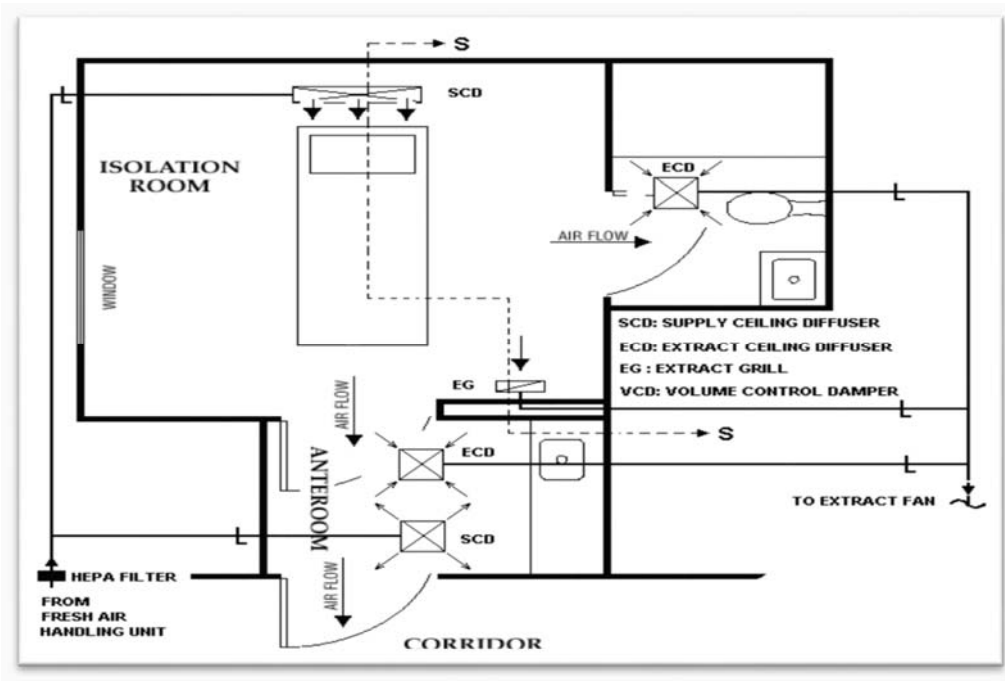 S
L
SCD
ISOLATION
ROOM
ECD
L
AIR FLOW
WINDOW
SCD: SUPPLY CEILING DIFFUSER
ECD: EXTRACT CEILING DIFFUSER
EG : EXTRACT GRILL
VCD: VOLUME CONTROL DAMPER
EG
L
AIR FLOW
S
ANTEROOM
ECD
L
TO EXTRACT FAN
L
SCD
HEPA FILTER
AIR FLOW
FROM
FRESH AIR
HANDLING UNIT
CORRIDOR